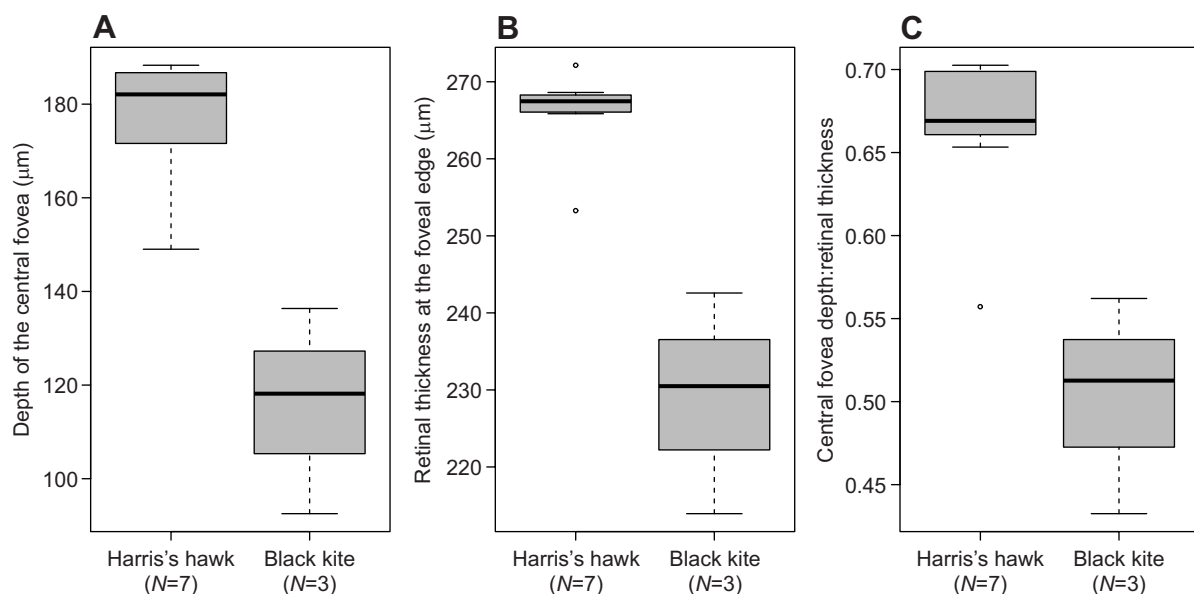 A
Depth of the central fovea (μm)
180
160
140
120
100
Harris's hawk
(N=7)
Black kite
(N=3)
B
Retinal thickness at the foveal edge (μm)
270
260
250
240
230
220
Harris's hawk
(N=7)
Black kite
(N=3)
C
Central fovea depth:retinal thickness
0.70
0.65
0.60
0.55
0.50
0.45
Harris's hawk
(N=7)
Black kite
(N=3)